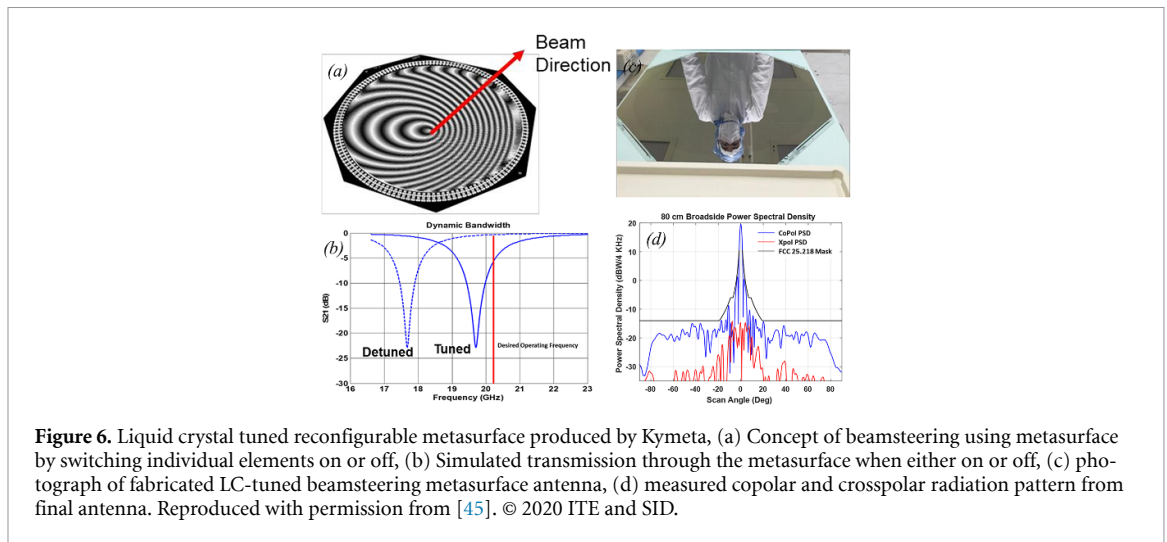 Beam
Direction
(a)
(c)
Dynamic Bandwidth
(b)
0
-5
-10
-15
-20
-25
-30
S21 (dB)
Detuned
Tuned
Desired Operating Frequency
16
17
18
19
20
21
22
23
Frequency (GHz)
80 cm Broadside Power Spectral Density
(d)
CoPol PSD
Xpol PSD
FCC 25.218 Mask
20
10
0
-10
-20
-30
Power Spectral Density (dBW/4 KHz)
-80
-60
-40
-20
0
20
40
60
80
Scan Angle (Deg)
Figure 6. Liquid crystal tuned reconfigurable metasurface produced by Kymeta, (a) Concept of beamsteering using metasurface
by switching individual elements on or off, (b) Simulated transmission through the metasurface when either on or off, (c) pho-
tograph of fabricated LC-tuned beamsteering metasurface antenna, (d) measured copolar and crosspolar radiation pattern from
final antenna. Reproduced with permission from [45]. © 2020 ITE and SID.